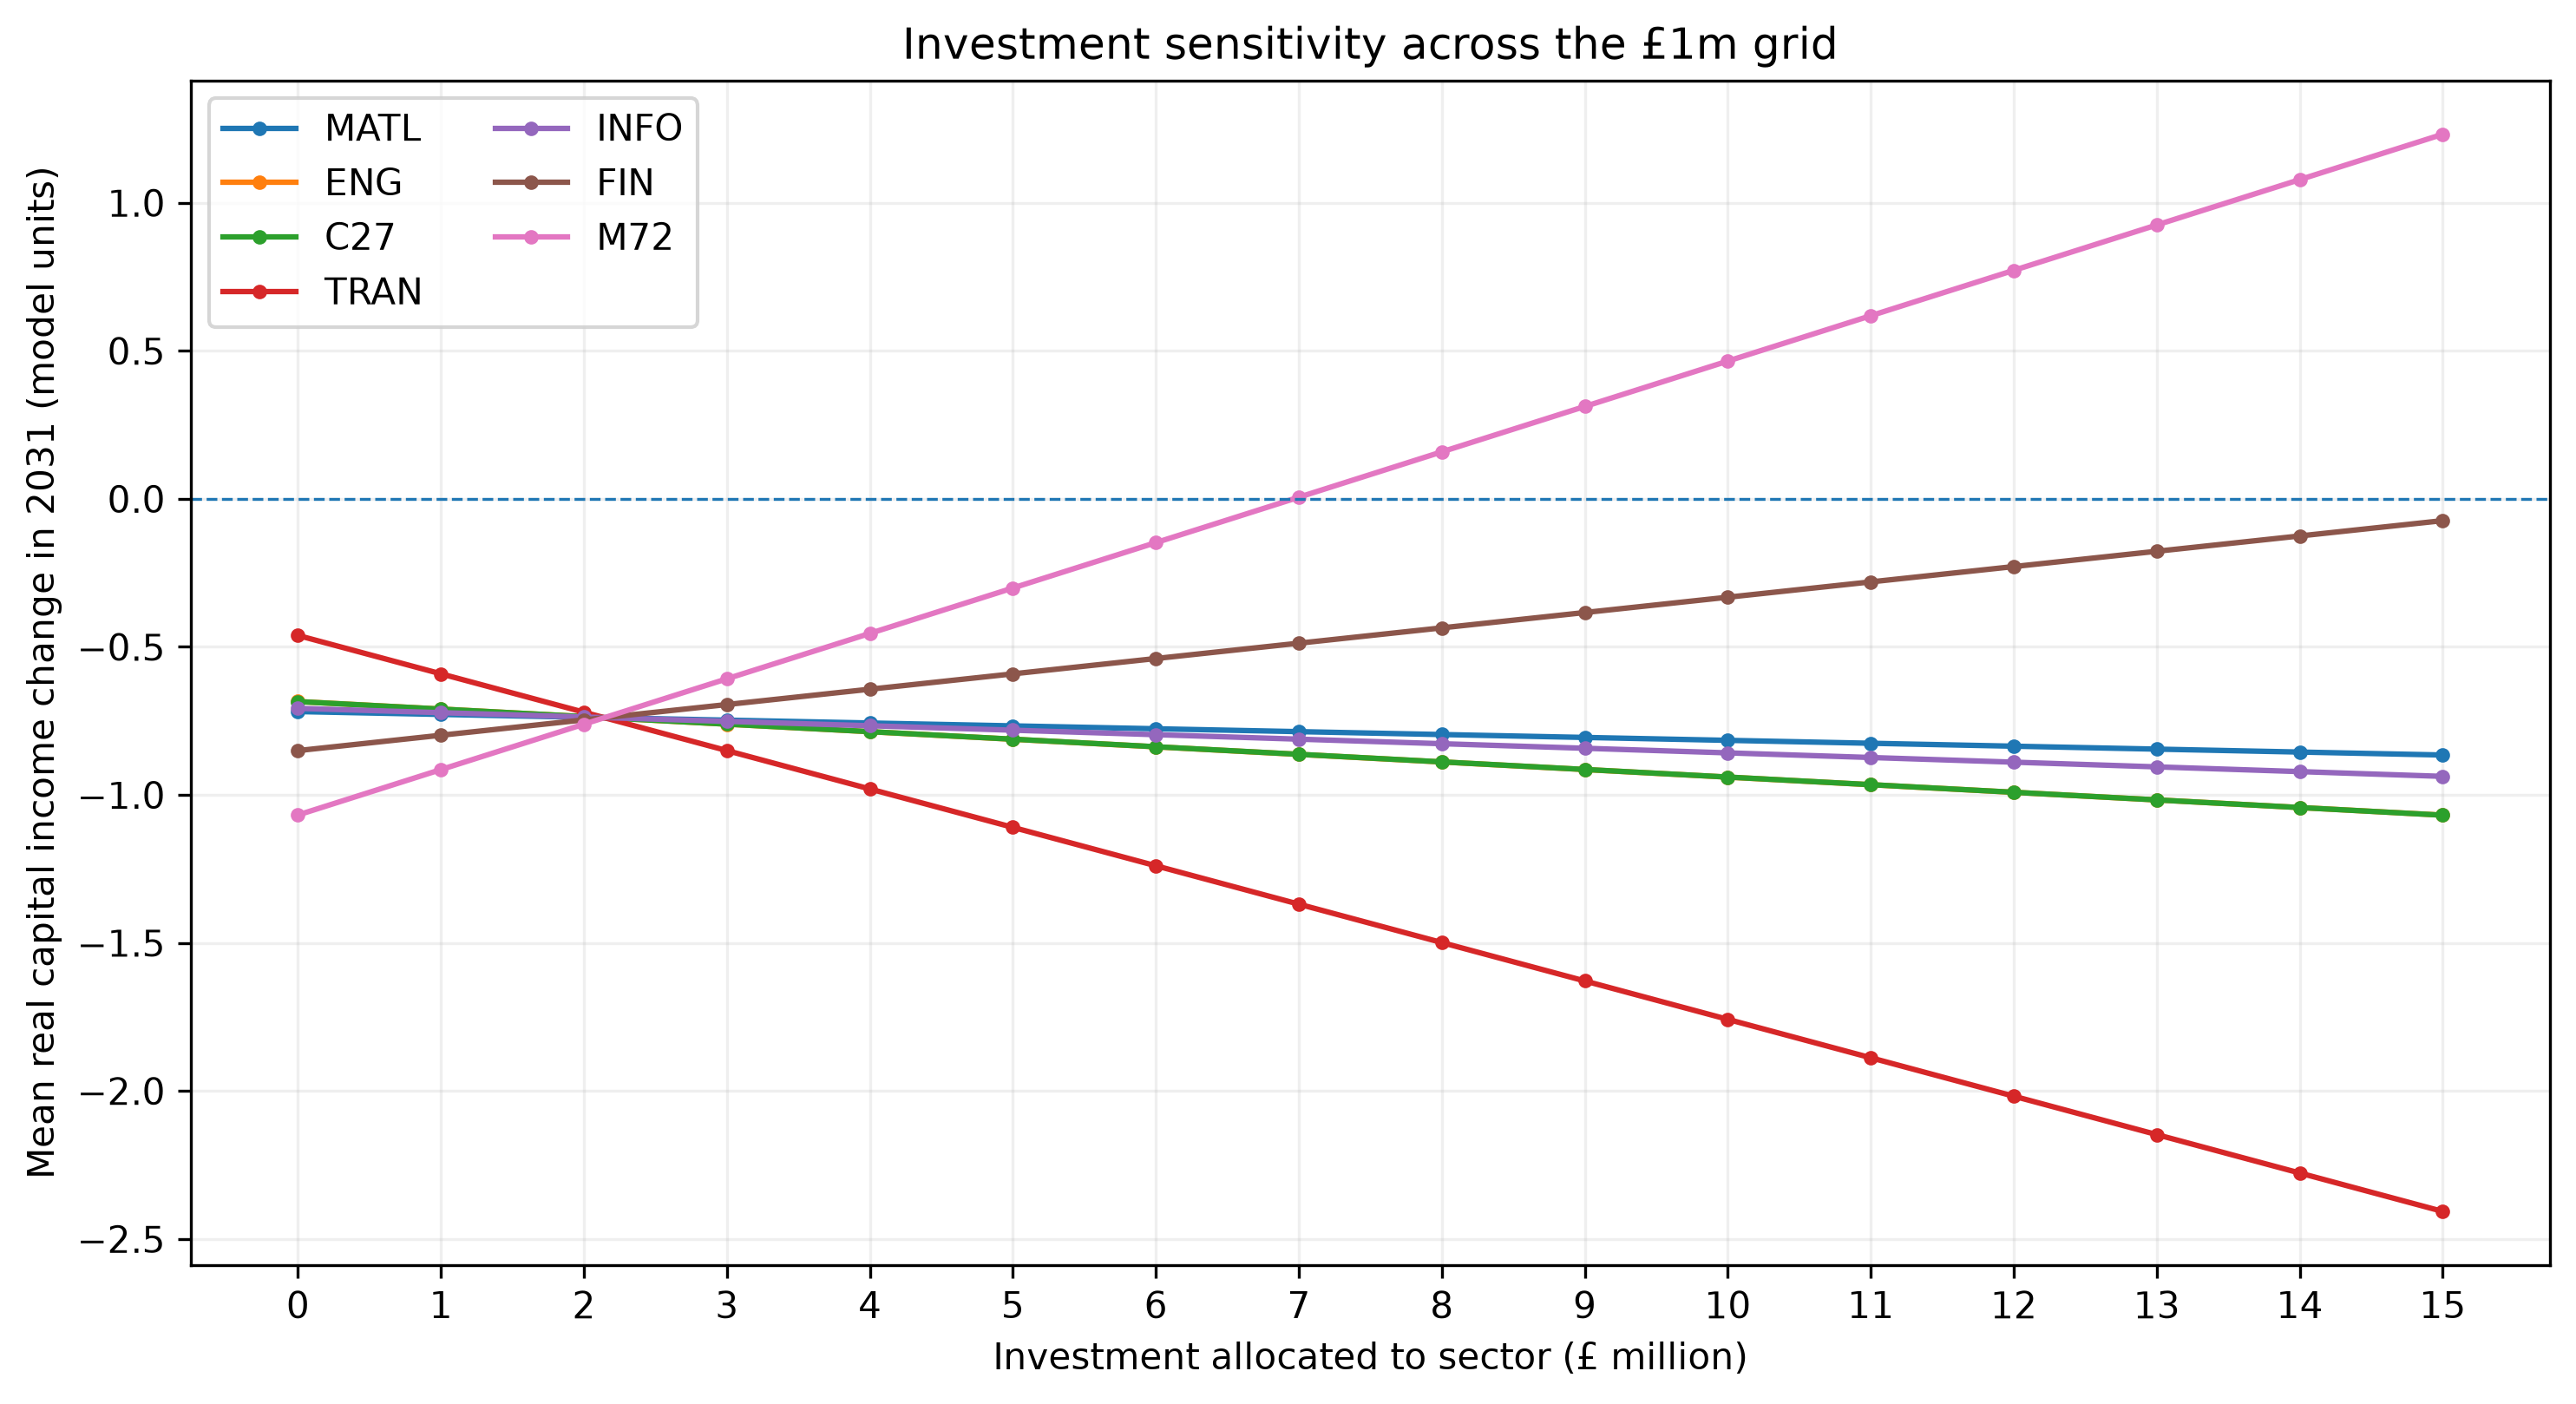 Investment sensitivity across the £1m grid
Mean real capital income change in 2031 (model units)
MATL
ENG
C27
TRAN
INFO
FIN
M72
1.0
0.5
0.0
−0.5
−1.0
−1.5
−2.0
−2.5
0 1 2 3 4 5 6 7 8 9 10 11 12 13 14 15
Investment allocated to sector (£ million)